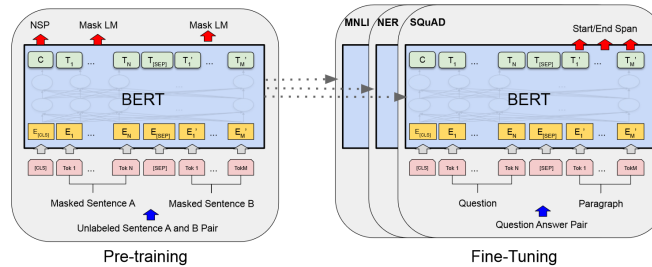 NSP Mask LM Mask LM
C T1 ... TN T[SEP] T1' ... TM'
BERT
E[CLS] E1 ... EN E[SEP] E1' ... EM'
[CLS] Tok 1 ... Tok N [SEP] Tok 1 ... TokM
Masked Sentence A Masked Sentence B
Unlabeled Sentence A and B Pair
Pre-training
MNLI NER SQuAD
Start/End Span
C T1 ... TN T[SEP] T1' ... TM'
BERT
E[CLS] E1 ... EN E[SEP] E1' ... EM'
[CLS] Tok 1 ... Tok N [SEP] Tok 1 ... TokM
Question Paragraph
Question Answer Pair
Fine-Tuning